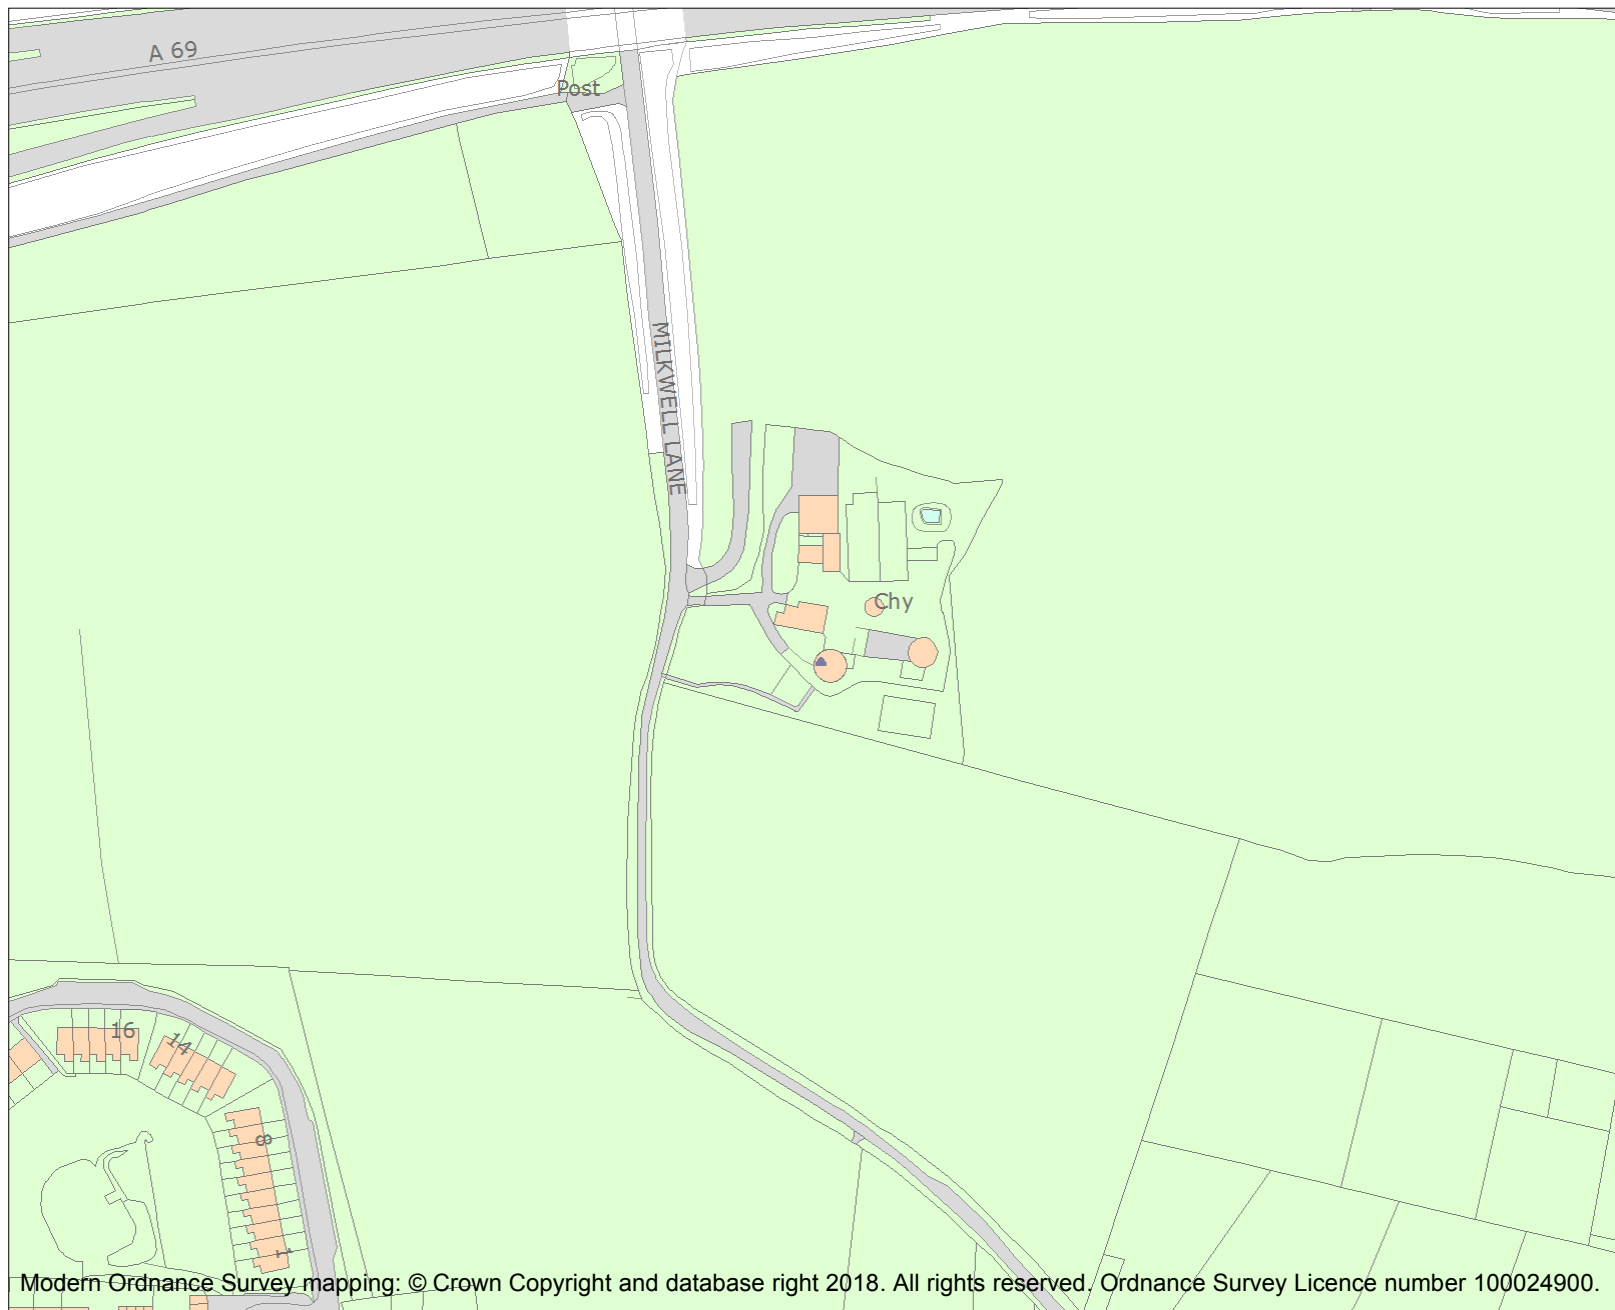 A 69
Post
MILKWELL LANE
Chy
16
14
8
1
Modern Ordnance Survey mapping: © Crown Copyright and database right 2018. All rights reserved. Ordnance Survey Licence number 100024900.